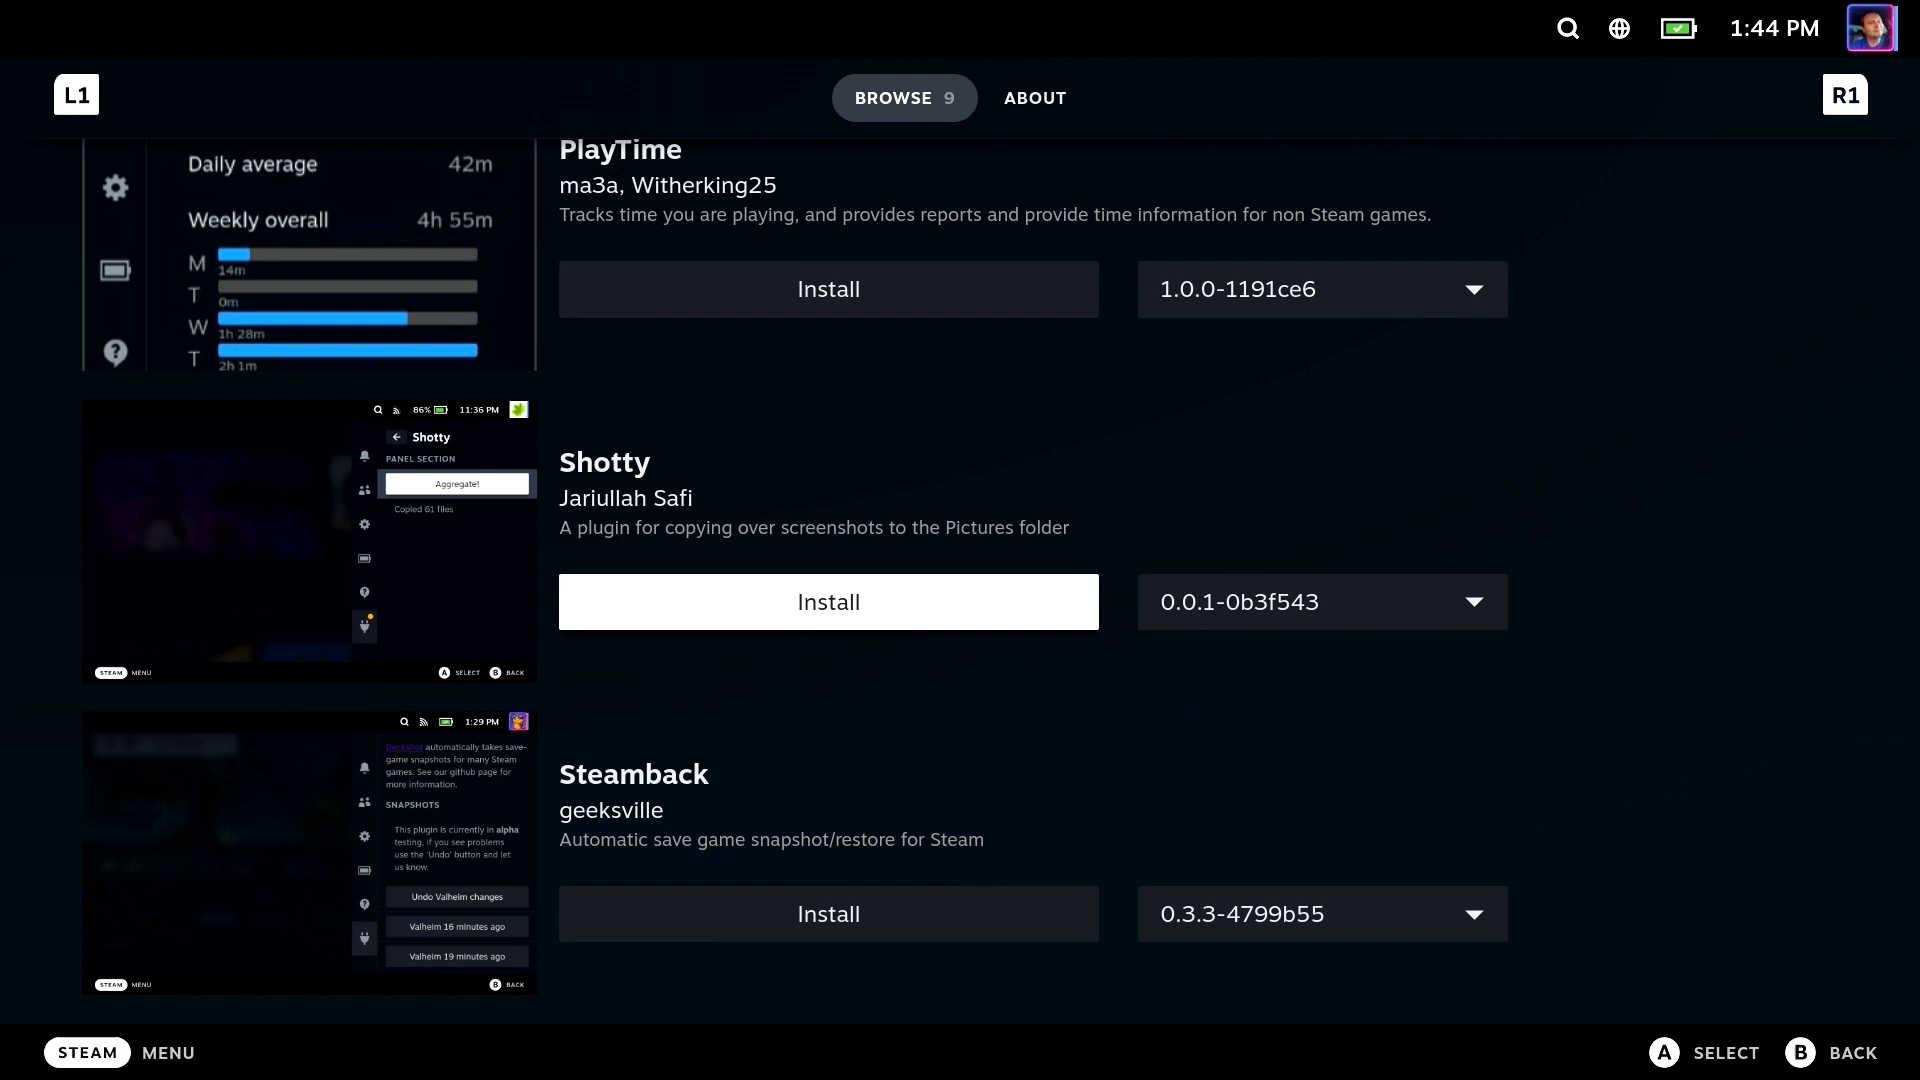 1:44 PM
L1
BROWSE 9
ABOUT
R1
Daily average 42m
Weekly overall 4h 55m
M
14m
T
0m
W
1h 28m
T
2h 1m
PlayTime
ma3a, Witherking25
Tracks time you are playing, and provides reports and provide time information for non Steam games.
Install
1.0.0-1191ce6
86% 11:36 PM
Shotty
PANEL SECTION
Aggregate!
Copied 61 files
STEAM MENU
A SELECT B BACK
Shotty
Jariullah Safi
A plugin for copying over screenshots to the Pictures folder
Install
0.0.1-0b3f543
1:29 PM
Deckshot automatically takes save-
game snapshots for many Steam
games. See our github page for
more information.
SNAPSHOTS
This plugin is currently in alpha
testing, if you see problems
use the 'Undo' button and let
us know.
Undo Valheim changes
Valheim 16 minutes ago
Valheim 19 minutes ago
STEAM MENU
B BACK
Steamback
geeksville
Automatic save game snapshot/restore for Steam
Install
0.3.3-4799b55
STEAM MENU
A SELECT B BACK